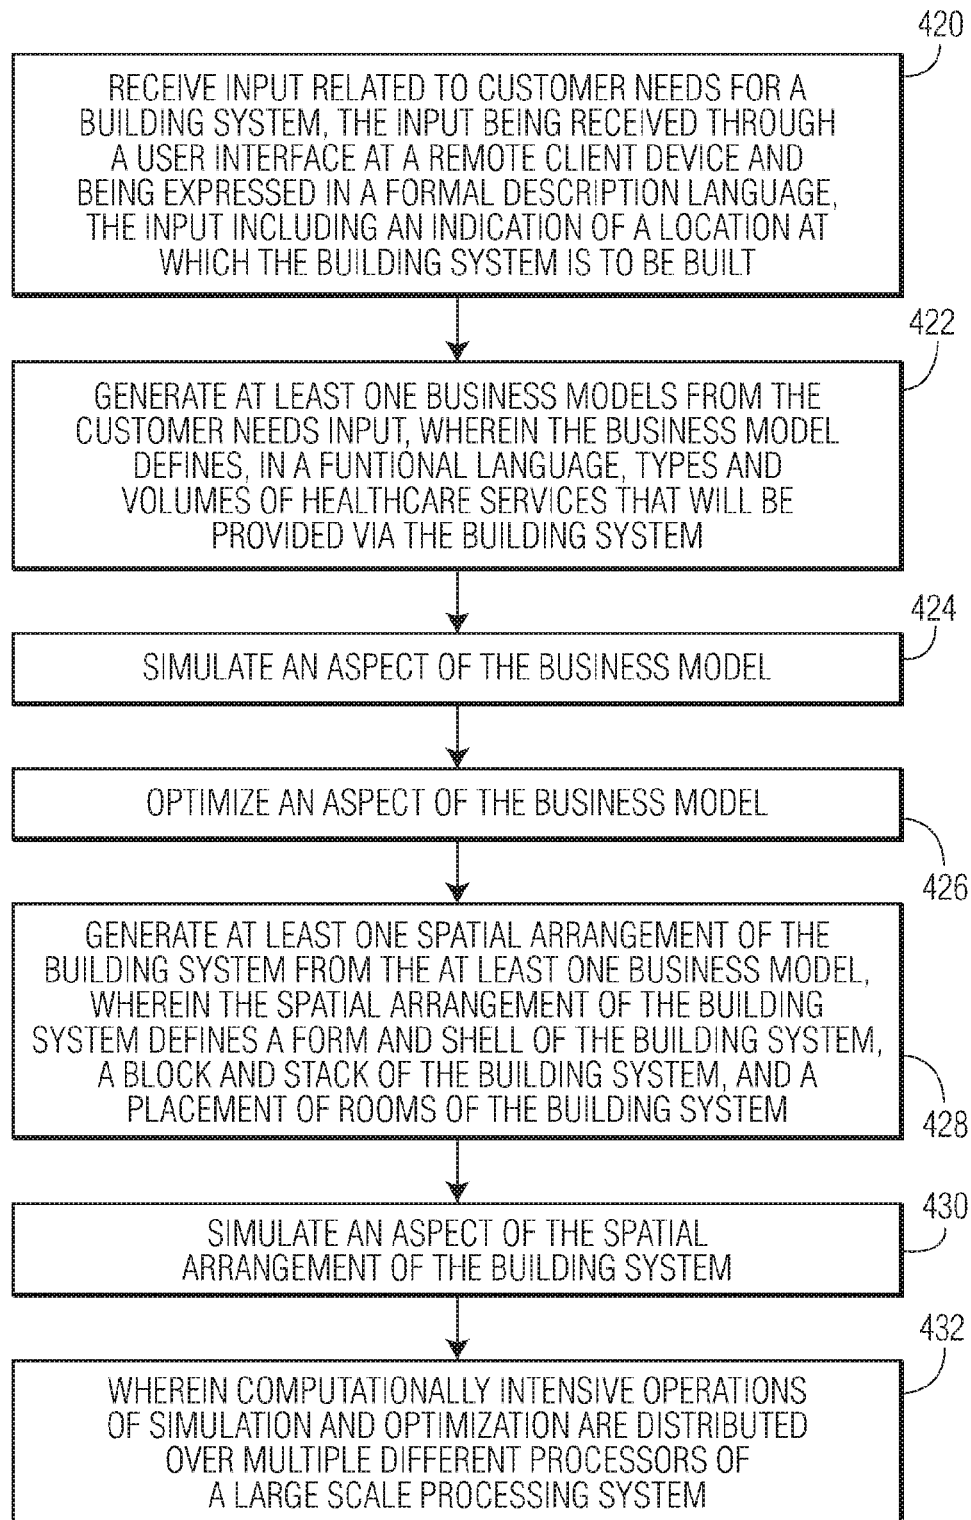 420
RECEIVE INPUT RELATED TO CUSTOMER NEEDS FOR A
BUILDING SYSTEM, THE INPUT BEING RECEIVED THROUGH
A USER INTERFACE AT A REMOTE CLIENT DEVICE AND
BEING EXPRESSED IN A FORMAL DESCRIPTION LANGUAGE,
THE INPUT INCLUDING AN INDICATION OF A LOCATION AT
WHICH THE BUILDING SYSTEM IS TO BE BUILT
422
GENERATE AT LEAST ONE BUSINESS MODELS FROM THE
CUSTOMER NEEDS INPUT, WHEREIN THE BUSINESS MODEL
DEFINES, IN A FUNTIONAL LANGUAGE, TYPES AND
VOLUMES OF HEALTHCARE SERVICES THAT WILL BE
PROVIDED VIA THE BUILDING SYSTEM
424
SIMULATE AN ASPECT OF THE BUSINESS MODEL
OPTIMIZE AN ASPECT OF THE BUSINESS MODEL
426
GENERATE AT LEAST ONE SPATIAL ARRANGEMENT OF THE
BUILDING SYSTEM FROM THE AT LEAST ONE BUSINESS MODEL,
WHEREIN THE SPATIAL ARRANGEMENT OF THE BUILDING
SYSTEM DEFINES A FORM AND SHELL OF THE BUILDING SYSTEM,
A BLOCK AND STACK OF THE BUILDING SYSTEM, AND A
PLACEMENT OF ROOMS OF THE BUILDING SYSTEM
428
430
SIMULATE AN ASPECT OF THE SPATIAL
ARRANGEMENT OF THE BUILDING SYSTEM
432
WHEREIN COMPUTATIONALLY INTENSIVE OPERATIONS
OF SIMULATION AND OPTIMIZATION ARE DISTRIBUTED
OVER MULTIPLE DIFFERENT PROCESSORS OF
A LARGE SCALE PROCESSING SYSTEM